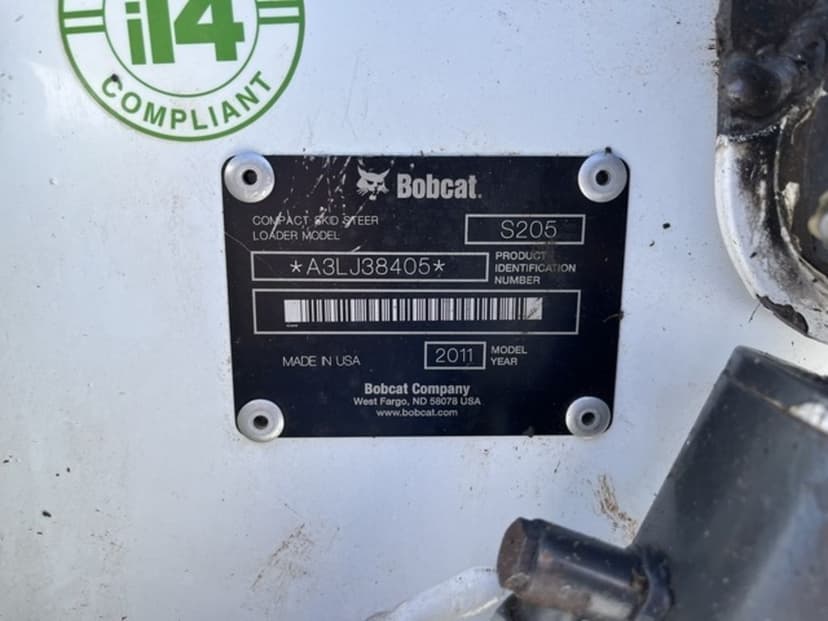 iT4
COMPLIANT
Bobcat®
COMPACT SKID STEER
LOADER MODEL
S205
*A3LJ38405*
PRODUCT
IDENTIFICATION
NUMBER
MADE IN USA
2011
MODEL
YEAR
Bobcat Company
West Fargo, ND 58078 USA
www.bobcat.com